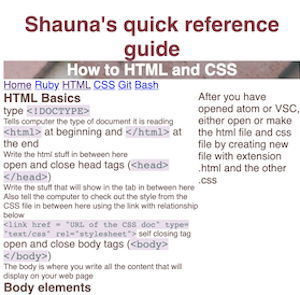 Shauna's quick reference
guide
How to HTML and CSS
Home Ruby HTML CSS Git Bash
HTML Basics
type <!DOCTYPE>
Tells computer the type of document it is reading
<html> at beginning and </html> at
the end
Write the html stuff in between here
open and close head tags (<head>
</head>)
Write the stuff that will show in the tab in between here
Also tell the computer to check out the style from the
CSS file in between here using the link with relationship
below
<link href = "URL of the CSS doc" type=
"text/css" rel="stylesheet"> self closing tag
open and close body tags (<body>
</body>)
The body is where you write all the content that will
display on your web page
Body elements
After you have
opened atom or VSC,
either open or make
the html file and css
file by creating new
file with extension
.html and the other
.css